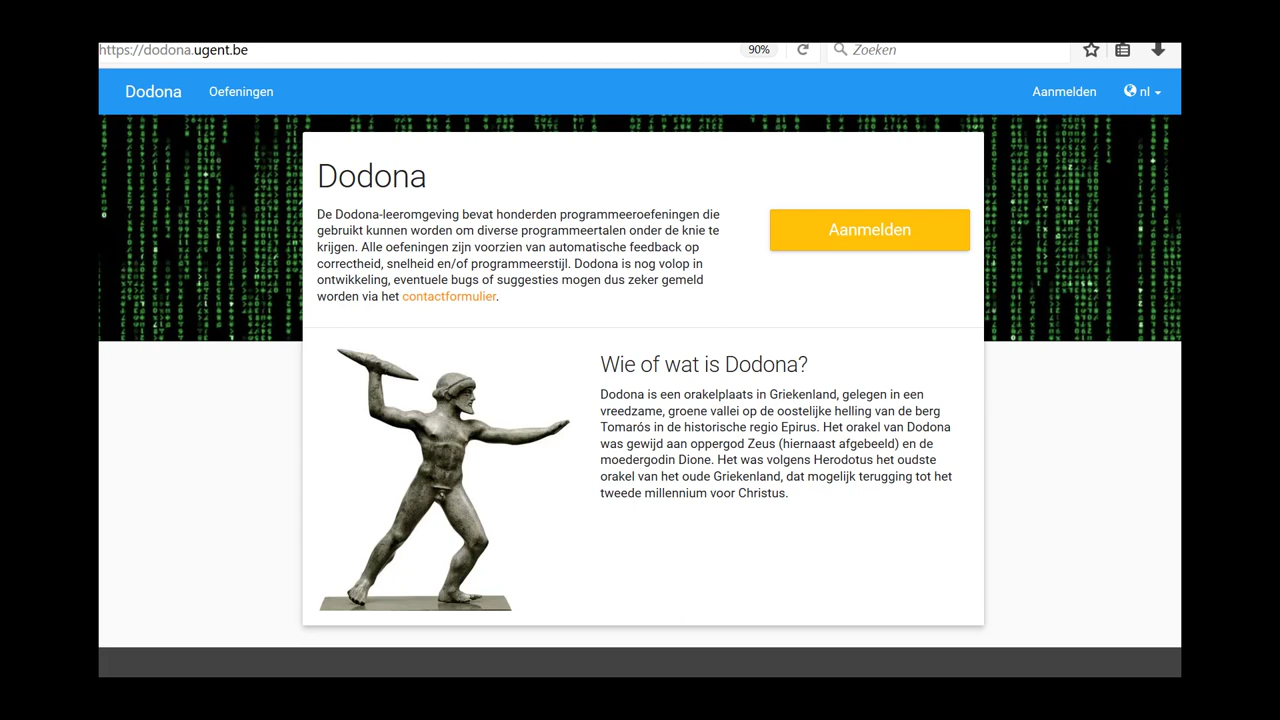 https://dodona.ugent.be
90%
Zoeken
Dodona
Oefeningen
Aanmelden
nl
Dodona
De Dodona-leeromgeving bevat honderden programmeeroefeningen die
gebruikt kunnen worden om diverse programmeertalen onder de knie te
krijgen. Alle oefeningen zijn voorzien van automatische feedback op
correctheid, snelheid en/of programmeerstijl. Dodona is nog volop in
ontwikkeling, eventuele bugs of suggesties mogen dus zeker gemeld
worden via het contactformulier.
Aanmelden
Wie of wat is Dodona?
Dodona is een orakelplaats in Griekenland, gelegen in een
vreedzame, groene vallei op de oostelijke helling van de berg
Tomarós in de historische regio Epirus. Het orakel van Dodona
was gewijd aan oppergod Zeus (hiernaast afgebeeld) en de
moedergodin Dione. Het was volgens Herodotus het oudste
orakel van het oude Griekenland, dat mogelijk terugging tot het
tweede millennium voor Christus.